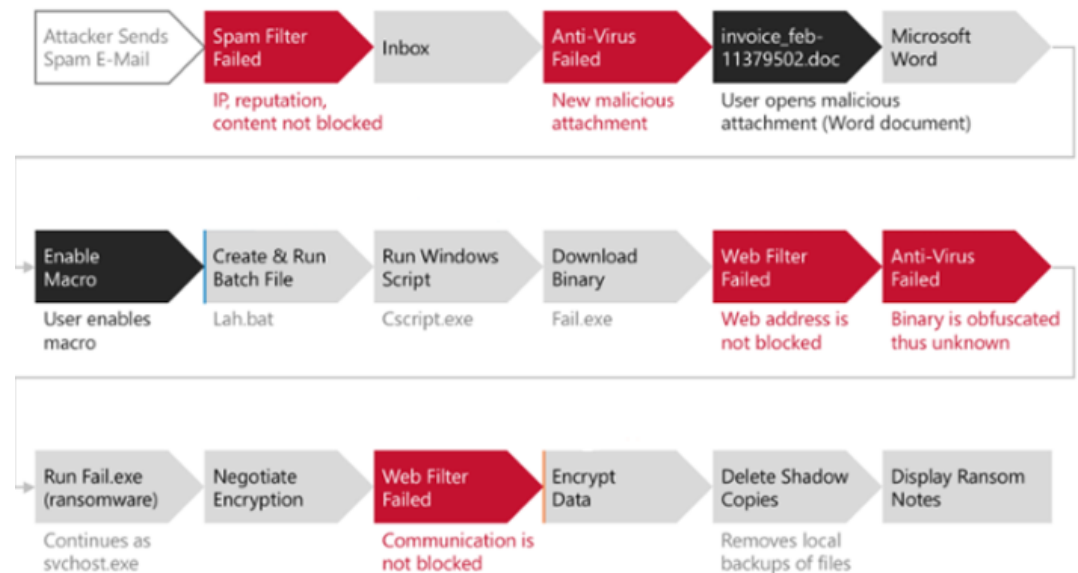 Attacker Sends
Spam E-Mail
Spam Filter
Failed
IP, reputation,
content not blocked
Inbox
Anti-Virus
Failed
New malicious
attachment
invoice_feb-
11379502.doc
User opens malicious
attachment (Word document)
Microsoft
Word
Enable
Macro
User enables
macro
Create & Run
Batch File
Lah.bat
Run Windows
Script
Cscript.exe
Download
Binary
Fail.exe
Web Filter
Failed
Web address is
not blocked
Anti-Virus
Failed
Binary is obfuscated
thus unknown
Run Fail.exe
(ransomware)
Continues as
svchost.exe
Negotiate
Encryption
Web Filter
Failed
Communication is
not blocked
Encrypt
Data
Delete Shadow
Copies
Removes local
backups of files
Display Ransom
Notes